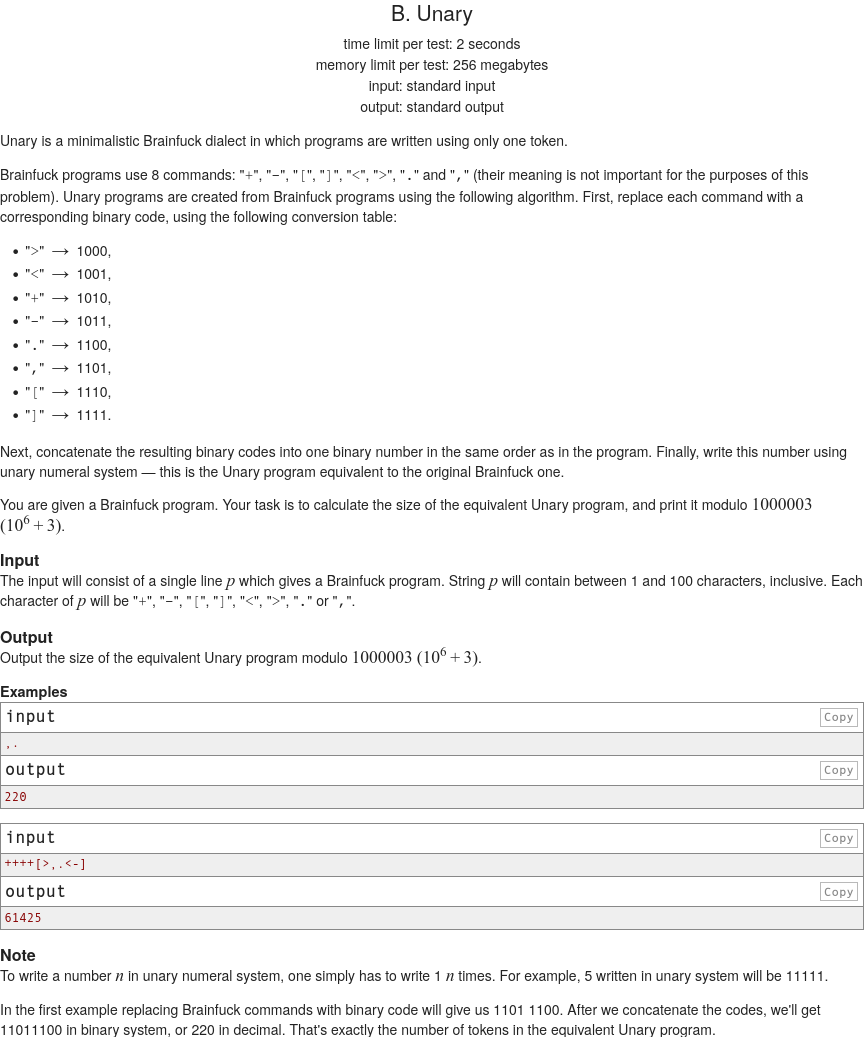 B. Unary
time limit per test: 2 seconds
memory limit per test: 256 megabytes
input: standard input
output: standard output
Unary is a minimalistic Brainfuck dialect in which programs are written using only one token.
Brainfuck programs use 8 commands: "+", "-", "[", "]", "<", ">", "." and "," (their meaning is not important for the purposes of this
problem). Unary programs are created from Brainfuck programs using the following algorithm. First, replace each command with a
corresponding binary code, using the following conversion table:
• ">" → 1000,
• "<" → 1001,
• "+" → 1010,
• "-" → 1011,
• "." → 1100,
• "," → 1101,
• "[" → 1110,
• "]" → 1111.
Next, concatenate the resulting binary codes into one binary number in the same order as in the program. Finally, write this number using
unary numeral system — this is the Unary program equivalent to the original Brainfuck one.
You are given a Brainfuck program. Your task is to calculate the size of the equivalent Unary program, and print it modulo 1000003
(10^6 + 3).
Input
The input will consist of a single line p which gives a Brainfuck program. String p will contain between 1 and 100 characters, inclusive. Each
character of p will be "+", "-", "[", "]", "<", ">", "." or ",".
Output
Output the size of the equivalent Unary program modulo 1000003 (10^6 + 3).
Examples
input Copy
,.
output Copy
220
input Copy
++++[>,.<-]
output Copy
61425
Note
To write a number n in unary numeral system, one simply has to write 1 n times. For example, 5 written in unary system will be 11111.
In the first example replacing Brainfuck commands with binary code will give us 1101 1100. After we concatenate the codes, we'll get
11011100 in binary system, or 220 in decimal. That's exactly the number of tokens in the equivalent Unary program.